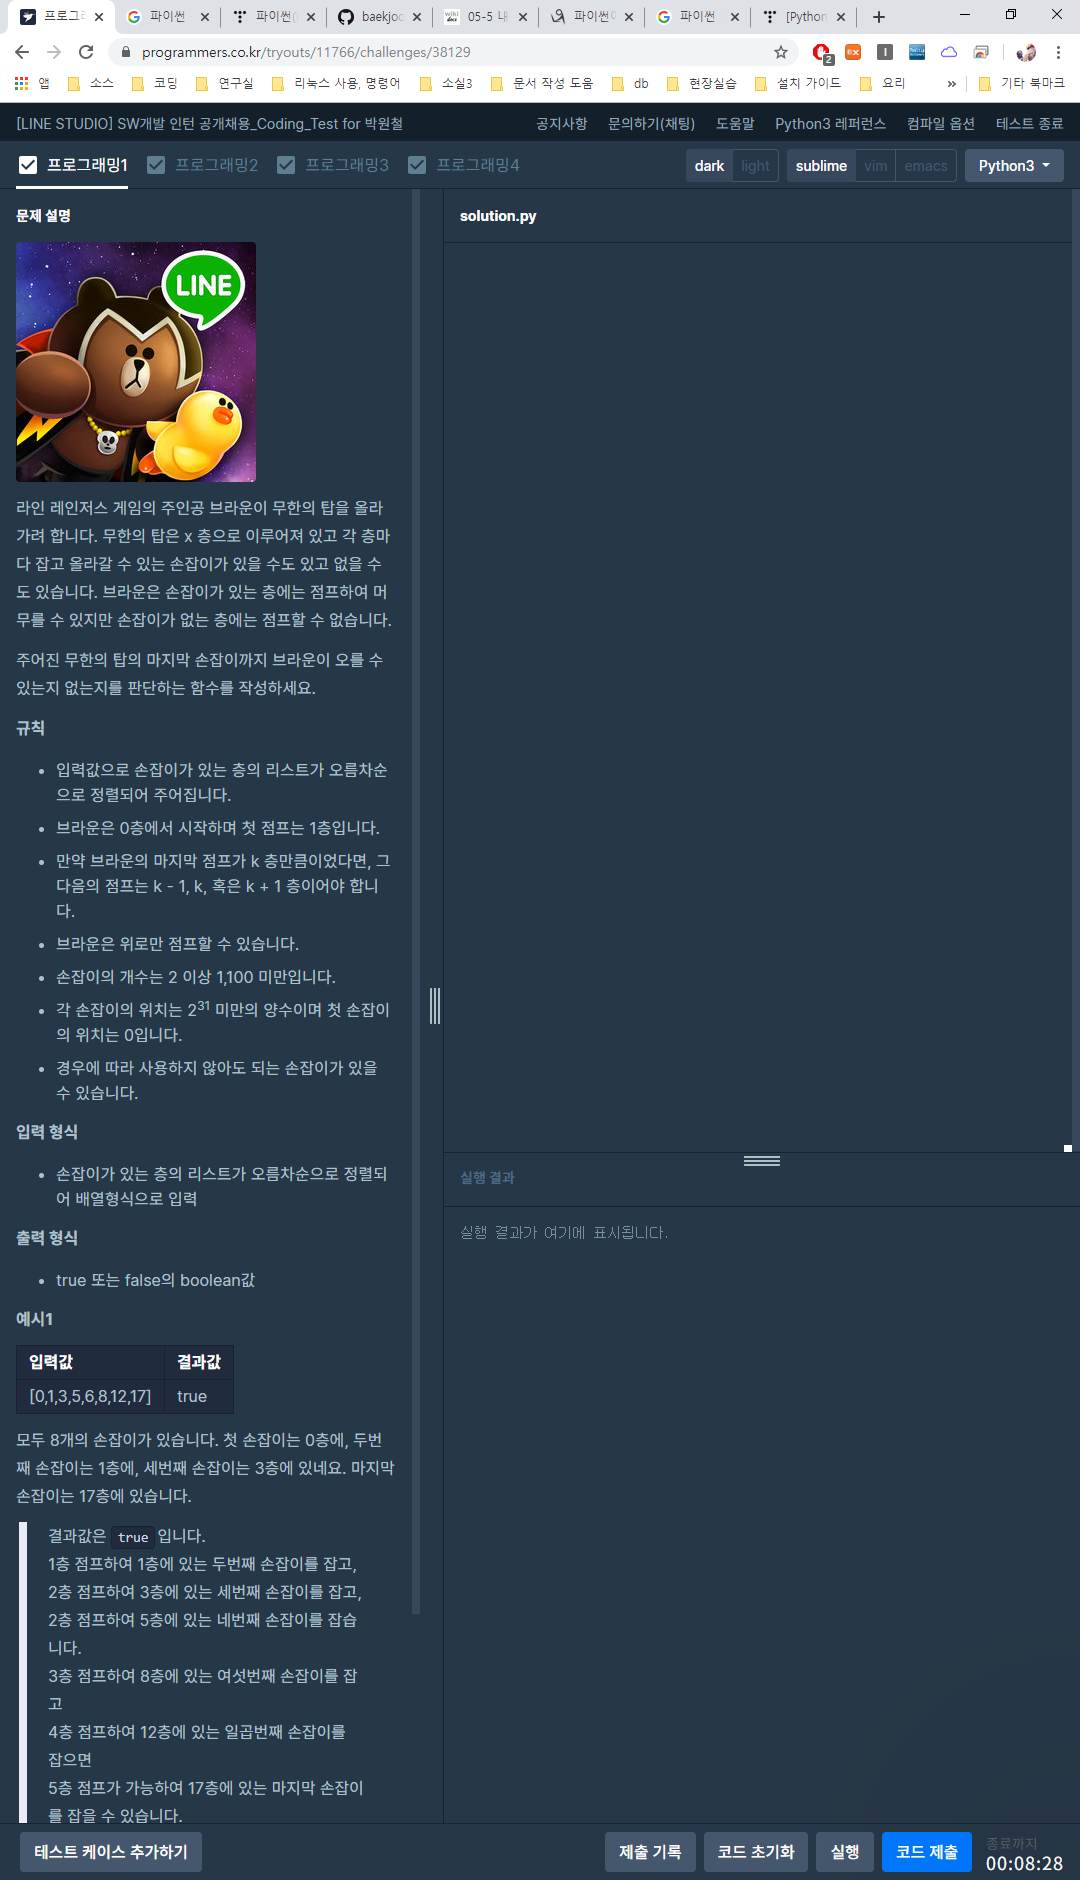 프로그래 파이썬 파이썬( baekjoo 05-5 내 파이썬에 파이썬 [Python
programmers.co.kr/tryouts/11766/challenges/38129
앱 소스 코딩 연구실 리눅스 사용, 명령어 소실3 문서 작성 도움 db 현장실습 설치 가이드 요리 » 기타 북마크
[LINE STUDIO] SW개발 인턴 공개채용_Coding_Test for 박원철 공지사항 문의하기(채팅) 도움말 Python3 레퍼런스 컴파일 옵션 테스트 종료
프로그래밍1 프로그래밍2 프로그래밍3 프로그래밍4 dark light sublime vim emacs Python3
문제 설명
solution.py
LINE
라인 레인저스 게임의 주인공 브라운이 무한의 탑을 올라
가려 합니다. 무한의 탑은 x 층으로 이루어져 있고 각 층마
다 잡고 올라갈 수 있는 손잡이가 있을 수도 있고 없을 수
도 있습니다. 브라운은 손잡이가 있는 층에는 점프하여 머
무를 수 있지만 손잡이가 없는 층에는 점프할 수 없습니다.
주어진 무한의 탑의 마지막 손잡이까지 브라운이 오를 수
있는지 없는지를 판단하는 함수를 작성하세요.
규칙
• 입력값으로 손잡이가 있는 층의 리스트가 오름차순
으로 정렬되어 주어집니다.
• 브라운은 0층에서 시작하며 첫 점프는 1층입니다.
• 만약 브라운의 마지막 점프가 k 층만큼이었다면, 그
다음의 점프는 k - 1, k, 혹은 k + 1 층이어야 합니
다.
• 브라운은 위로만 점프할 수 있습니다.
• 손잡이의 개수는 2 이상 1,100 미만입니다.
• 각 손잡이의 위치는 2^31 미만의 양수이며 첫 손잡이
의 위치는 0입니다.
• 경우에 따라 사용하지 않아도 되는 손잡이가 있을
수 있습니다.
입력 형식
• 손잡이가 있는 층의 리스트가 오름차순으로 정렬되
어 배열형식으로 입력
출력 형식
• true 또는 false의 boolean값
예시1
입력값 결과값
[0,1,3,5,6,8,12,17] true
모두 8개의 손잡이가 있습니다. 첫 손잡이는 0층에, 두번
째 손잡이는 1층에, 세번째 손잡이는 3층에 있네요. 마지막
손잡이는 17층에 있습니다.
결과값은 true 입니다.
1층 점프하여 1층에 있는 두번째 손잡이를 잡고,
2층 점프하여 3층에 있는 세번째 손잡이를 잡고,
2층 점프하여 5층에 있는 네번째 손잡이를 잡습
니다.
3층 점프하여 8층에 있는 여섯번째 손잡이를 잡
고
4층 점프하여 12층에 있는 일곱번째 손잡이를
잡으면
5층 점프가 가능하여 17층에 있는 마지막 손잡이
를 잡을 수 있습니다.
실행 결과
실행 결과가 여기에 표시됩니다.
테스트 케이스 추가하기 제출 기록 코드 초기화 실행 코드 제출 종료까지
00:08:28